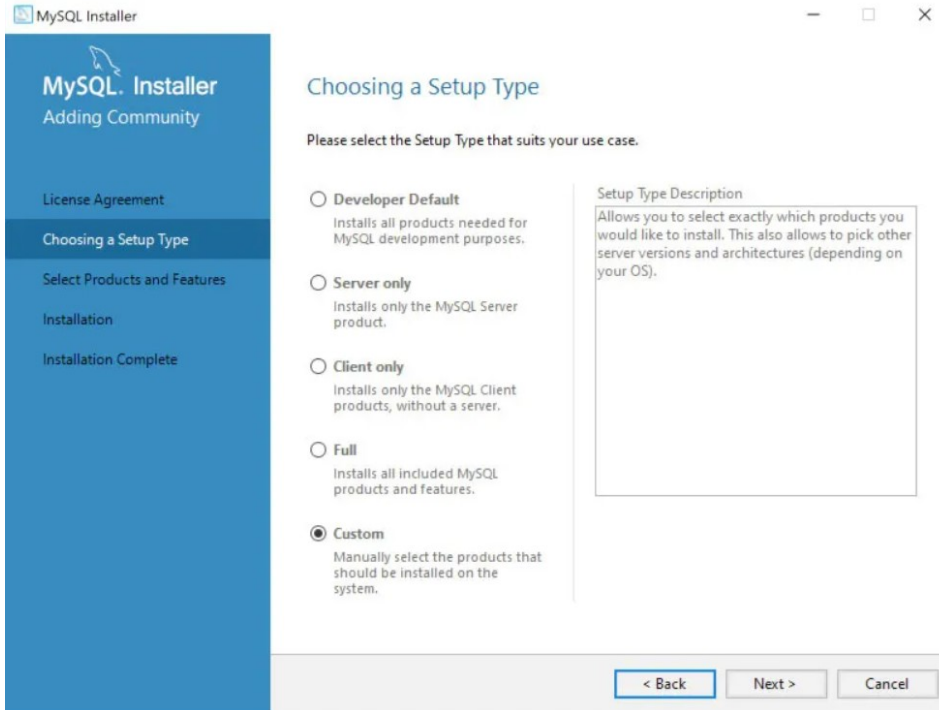 MySQL Installer
MySQL. Installer
Adding Community
License Agreement
Choosing a Setup Type
Select Products and Features
Installation
Installation Complete
Choosing a Setup Type
Please select the Setup Type that suits your use case.
Developer Default
Installs all products needed for
MySQL development purposes.
Server only
Installs only the MySQL Server
product.
Client only
Installs only the MySQL Client
products, without a server.
Full
Installs all included MySQL
products and features.
Custom
Manually select the products that
should be installed on the
system.
Setup Type Description
Allows you to select exactly which products you
would like to install. This also allows to pick other
server versions and architectures (depending on
your OS).
< Back
Next >
Cancel